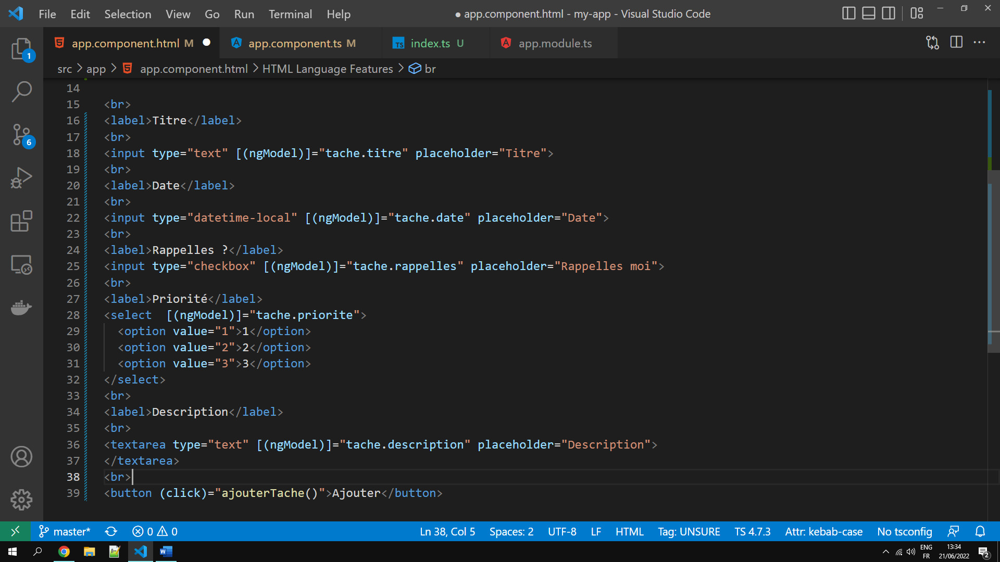 File Edit Selection View Go Run Terminal Help
● app.component.html - my-app - Visual Studio Code
app.component.html M ●
app.component.ts M
TS index.ts U
app.module.ts
src > app > app.component.html > HTML Language Features > br
14
15 <br>
16 <label>Titre</label>
17 <br>
18 <input type="text" [(ngModel)]="tache.titre" placeholder="Titre">
19 <br>
20 <label>Date</label>
21 <br>
22 <input type="datetime-local" [(ngModel)]="tache.date" placeholder="Date">
23 <br>
24 <label>Rappelles ?</label>
25 <input type="checkbox" [(ngModel)]="tache.rappelles" placeholder="Rappelles moi">
26 <br>
27 <label>Priorité</label>
28 <select  [(ngModel)]="tache.priorite">
29   <option value="1">1</option>
30   <option value="2">2</option>
31   <option value="3">3</option>
32 </select>
33 <br>
34 <label>Description</label>
35 <br>
36 <textarea type="text" [(ngModel)]="tache.description" placeholder="Description">
37 </textarea>
38 <br>
39 <button (click)="ajouterTache()">Ajouter</button>
1
6
master* 0 0 Ln 38, Col 5 Spaces: 2 UTF-8 LF HTML Tag: UNSURE TS 4.7.3 Attr: kebab-case No tsconfig
ENG
FR
13:34
21/06/2022
2